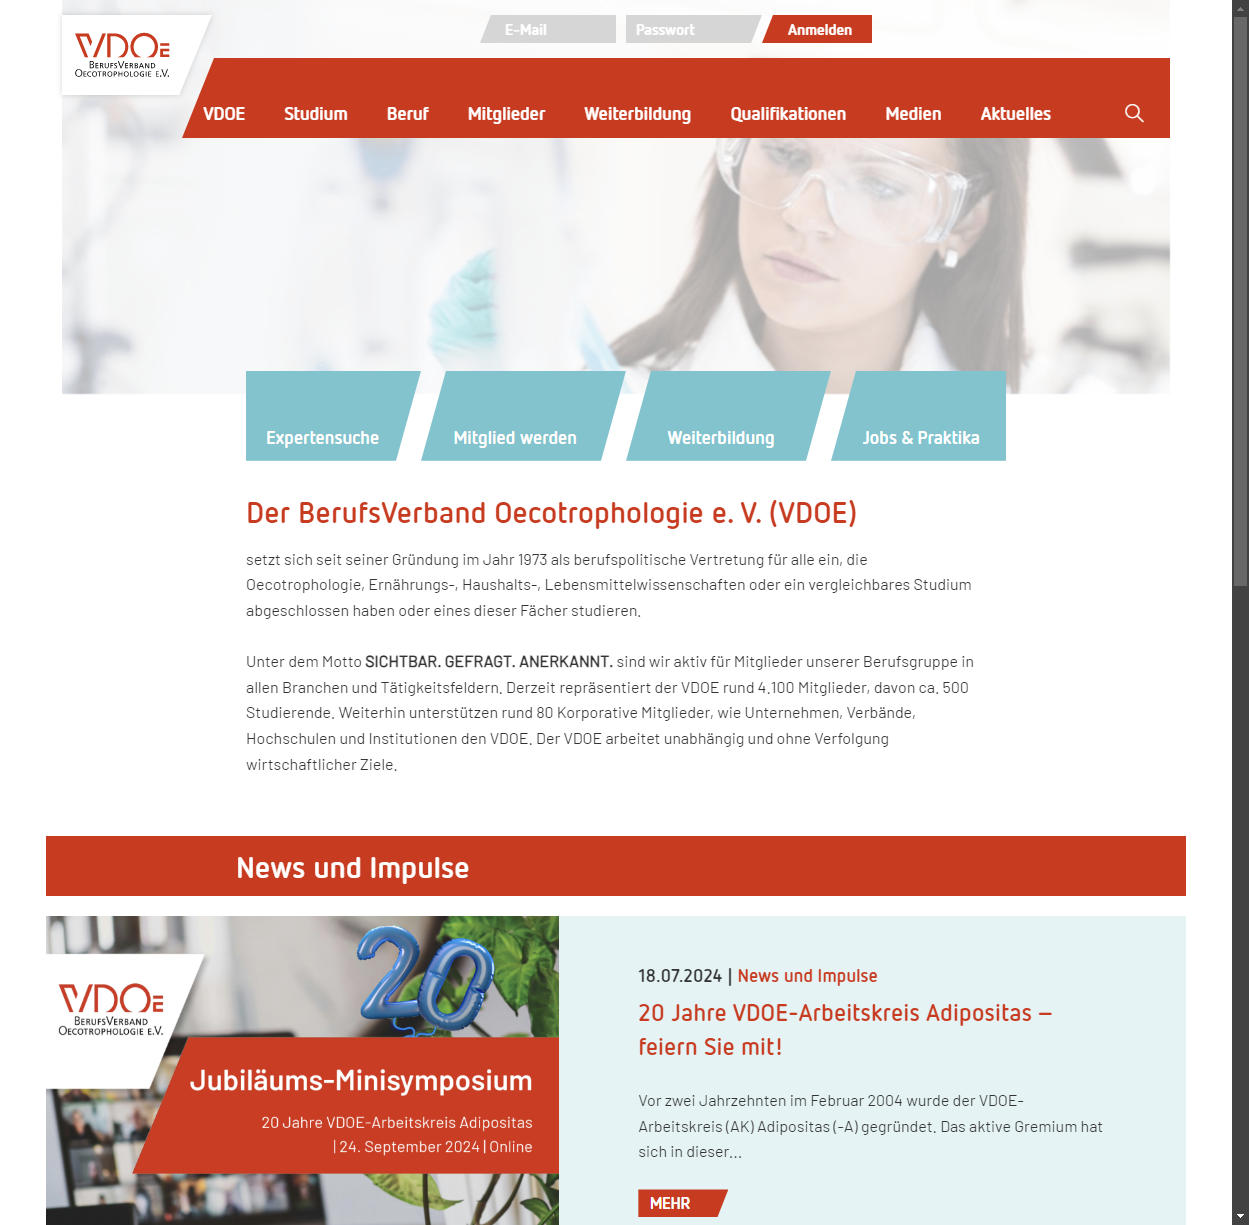 VDOE
BERUFSVERBAND
OECOTROPHOLOGIE E.V.
E-Mail
Passwort
Anmelden
VDOE
Studium
Beruf
Mitglieder
Weiterbildung
Qualifikationen
Medien
Aktuelles
Expertensuche
Mitglied werden
Weiterbildung
Jobs & Praktika
Der BerufsVerband Oecotrophologie e. V. (VDOE)
setzt sich seit seiner Gründung im Jahr 1973 als berufspolitische Vertretung für alle ein, die
Oecotrophologie, Ernährungs-, Haushalts-, Lebensmittelwissenschaften oder ein vergleichbares Studium
abgeschlossen haben oder eines dieser Fächer studieren.
Unter dem Motto SICHTBAR. GEFRAGT. ANERKANNT. sind wir aktiv für Mitglieder unserer Berufsgruppe in
allen Branchen und Tätigkeitsfeldern. Derzeit repräsentiert der VDOE rund 4.100 Mitglieder, davon ca. 500
Studierende. Weiterhin unterstützen rund 80 Korporative Mitglieder, wie Unternehmen, Verbände,
Hochschulen und Institutionen den VDOE. Der VDOE arbeitet unabhängig und ohne Verfolgung
wirtschaftlicher Ziele.
News und Impulse
20
VDOE
BERUFSVERBAND
OECOTROPHOLOGIE E.V.
Jubiläums-Minisymposium
20 Jahre VDOE-Arbeitskreis Adipositas
| 24. September 2024 | Online
18.07.2024 | News und Impulse
20 Jahre VDOE-Arbeitskreis Adipositas –
feiern Sie mit!
Vor zwei Jahrzehnten im Februar 2004 wurde der VDOE-
Arbeitskreis (AK) Adipositas (-A) gegründet. Das aktive Gremium hat
sich in dieser...
MEHR